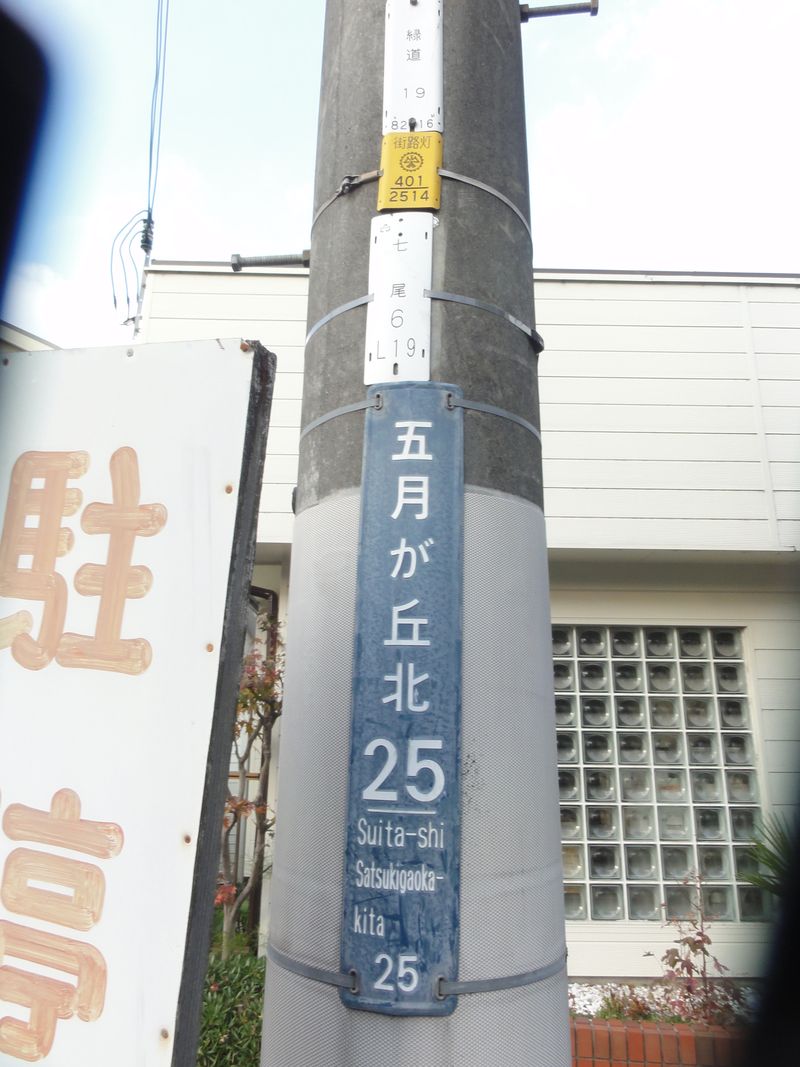 緑道
19
街路灯
401
2514
七
尾
6
L19
五月が丘北
25
Suita-shi
Satsukigaoka-
kita
25
駐
亭